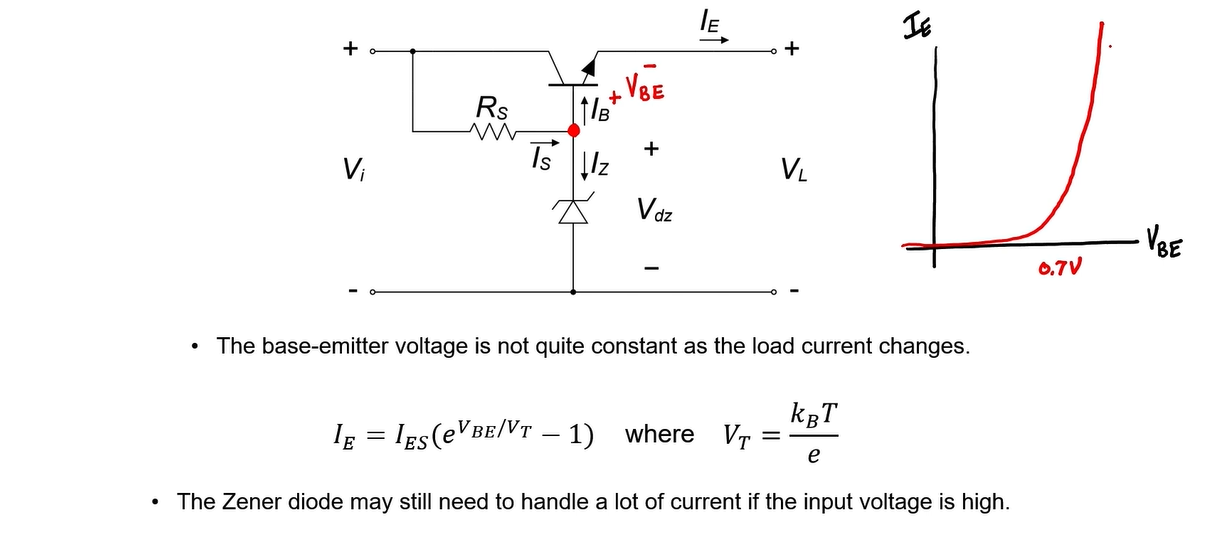 I_E
I_E
+ +
V_BE
+ -
R_S
I_B
I_S
I_Z
+
V_i
V_L
V_dz
-
V_BE
0.7V
- -
• The base-emitter voltage is not quite constant as the load current changes.
I_E = I_ES(e^{V_BE/V_T} − 1) where V_T = k_BT/e
• The Zener diode may still need to handle a lot of current if the input voltage is high.